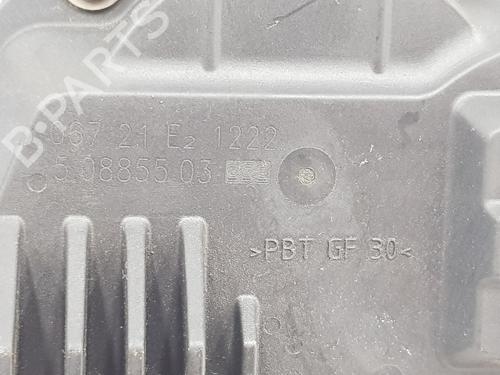 B-PARTS
067 21 E2 1222
5.08855.03
>PBT GF 30<